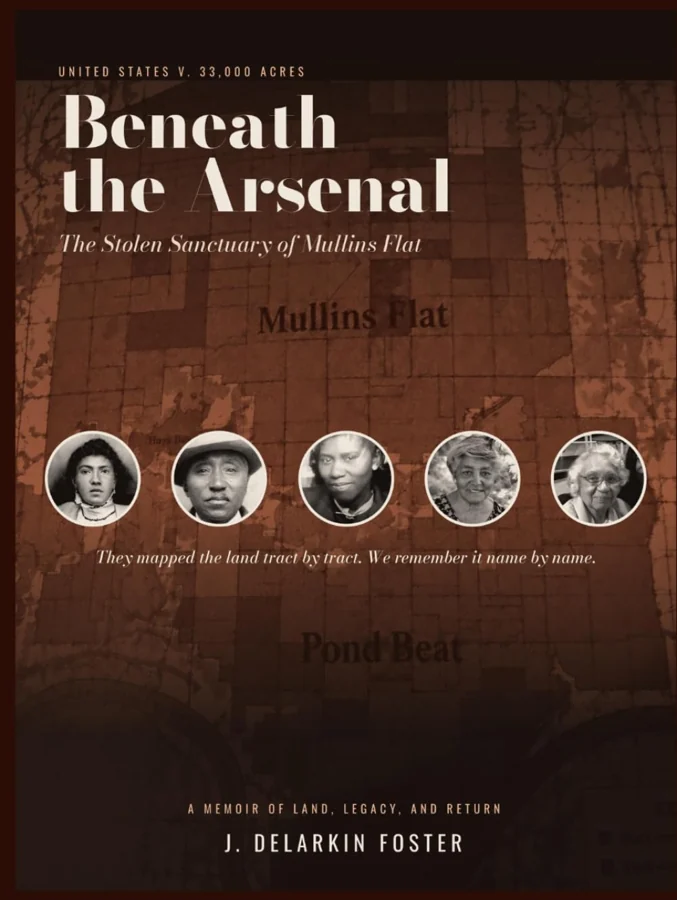 UNITED STATES V. 33,000 ACRES
Beneath
the Arsenal
The Stolen Sanctuary of Mullins Flat
Mullins Flat
They mapped the land tract by tract. We remember it name by name.
Pond Beat
A MEMOIR OF LAND, LEGACY, AND RETURN
J. DELARKIN FOSTER